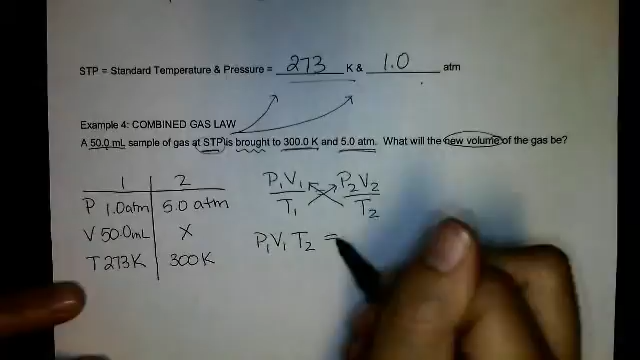 STP = Standard Temperature & Pressure = 273 K & 1.0 atm
Example 4: COMBINED GAS LAW
A 50.0 mL sample of gas at STP is brought to 300.0 K and 5.0 atm. What will the new volume of the gas be?
1 2
P 1.0atm 5.0 atm
V 50.0mL X
T 273K 300K
P₁V₁ P₂V₂
T₁ T₂
P₁V₁ T₂ =